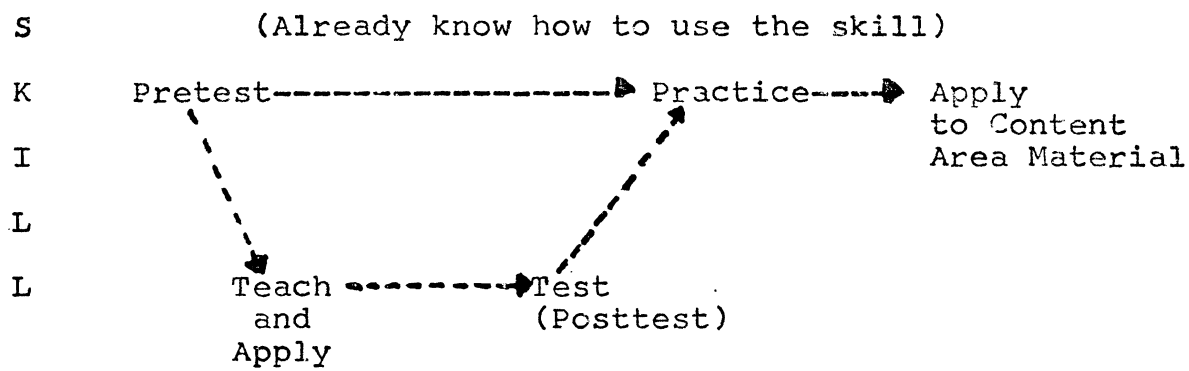 S (Already know how to use the skill)
K Pretest Practice Apply
to Content
I Area Material
L
L Teach Test
and (Posttest)
Apply